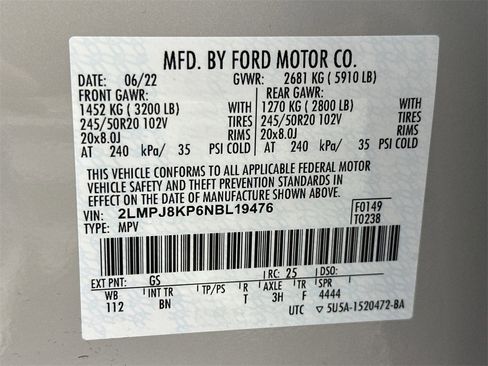 MFD. BY FORD MOTOR CO.
DATE: 06/22 GVWR: 2681 KG ( 5910 LB)
FRONT GAWR: REAR GAWR:
1452 KG ( 3200 LB) WITH 1270 KG ( 2800 LB) WITH
245/50R20 102V TIRES 245/50R20 102V TIRES
20x8.0J RIMS 20x8.0J RIMS
AT 240 kPa/ 35 PSI COLD AT 240 kPa/ 35 PSI COLD
THIS VEHICLE CONFORMS TO ALL APPLICABLE FEDERAL MOTOR
VEHICLE SAFETY AND THEFT PREVENTION STANDARDS IN
EFFECT ON THE DATE OF MANUFACTURE SHOWN ABOVE.
VIN: 2LMPJ8KP6NBL19476 F0149
TYPE: MPV T0238
EXT PNT: GS RC: 25 DSO:
WB INT TR TP/PS R AXLE TR SPR
112 BN T 3H F 4444
UTC ▽ 5U5A-1520472-BA